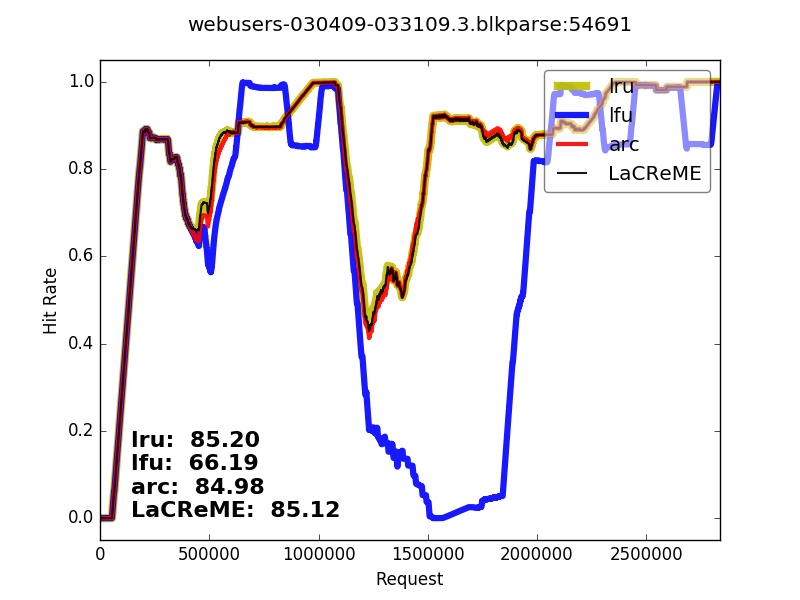 webusers-030409-033109.3.blkparse:54691
1.0
0.8
0.6
0.4
0.2
0.0
Hit Rate
lru
lfu
arc
LaCReME
lru: 85.20
lfu: 66.19
arc: 84.98
LaCReME: 85.12
0 500000 1000000 1500000 2000000 2500000
Request